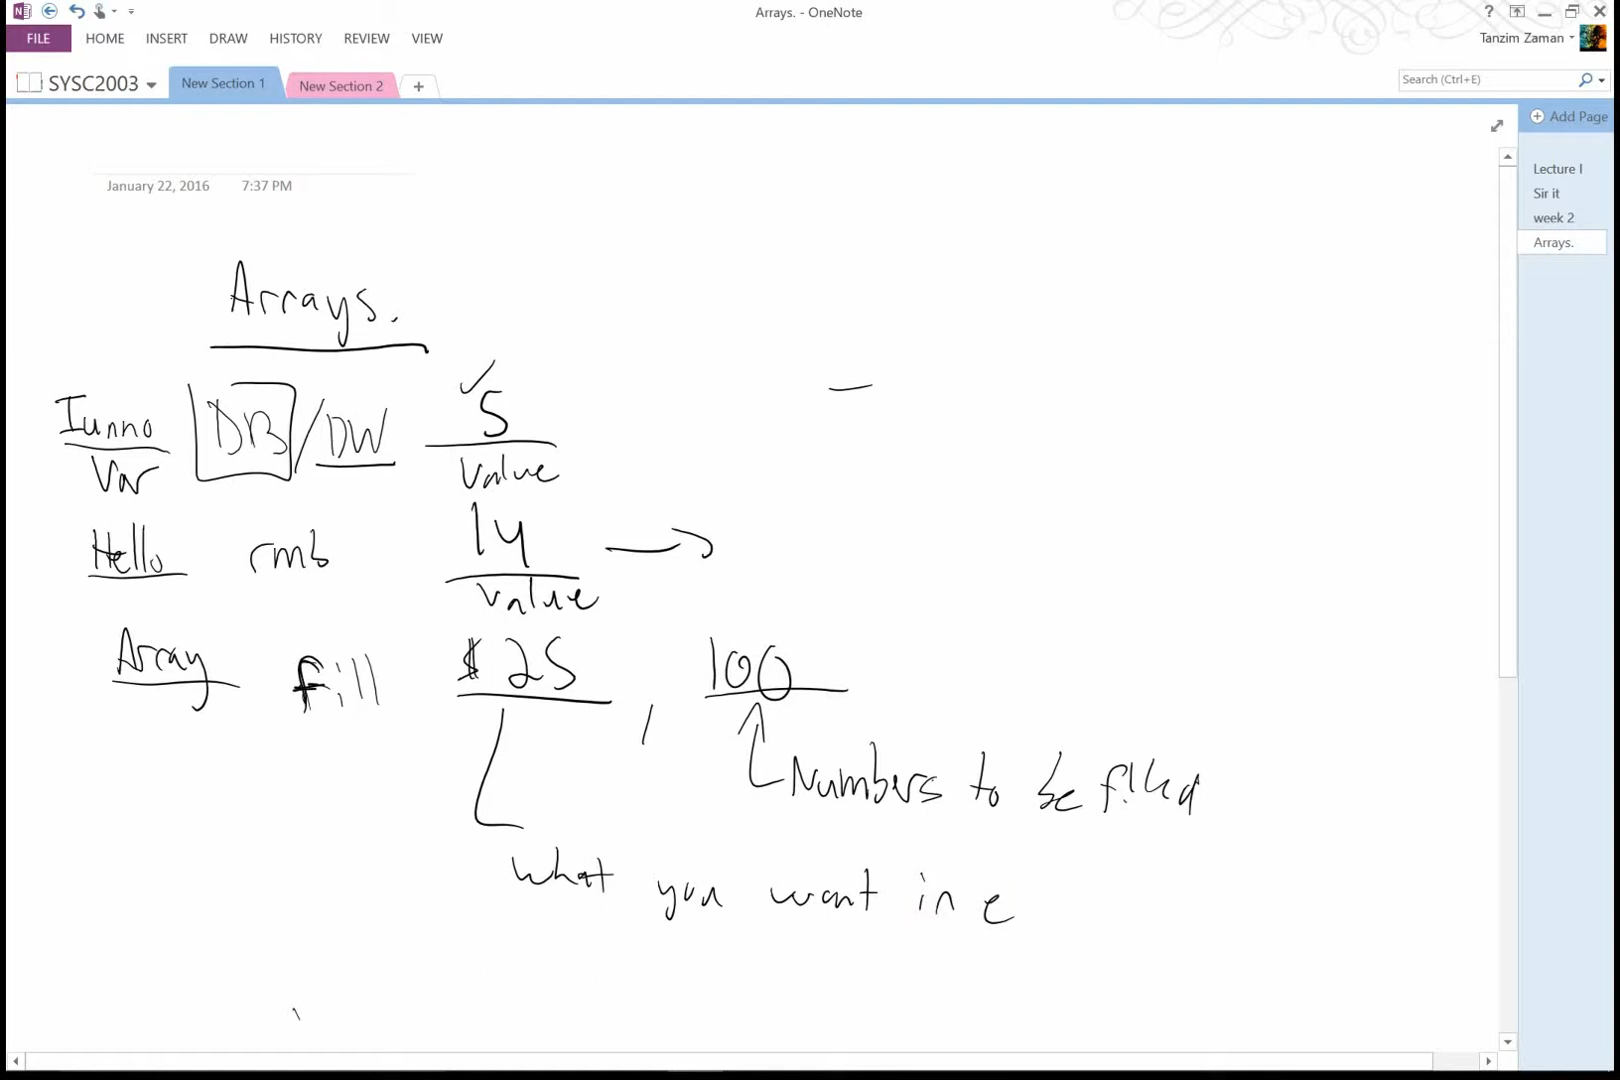 Arrays. - OneNote
?
FILE HOME INSERT DRAW HISTORY REVIEW VIEW
Tanzim Zaman
SYSC2003 New Section 1 New Section 2 +
Search (Ctrl+E)
Add Page
Lecture I
Sir it
week 2
Arrays.
January 22, 2016 7:37 PM
Arrays.
Iunno DB / DW 5
Var value
Hello rmb 14
value
Array fill $25 , 100
Numbers to be filled
what you want in e